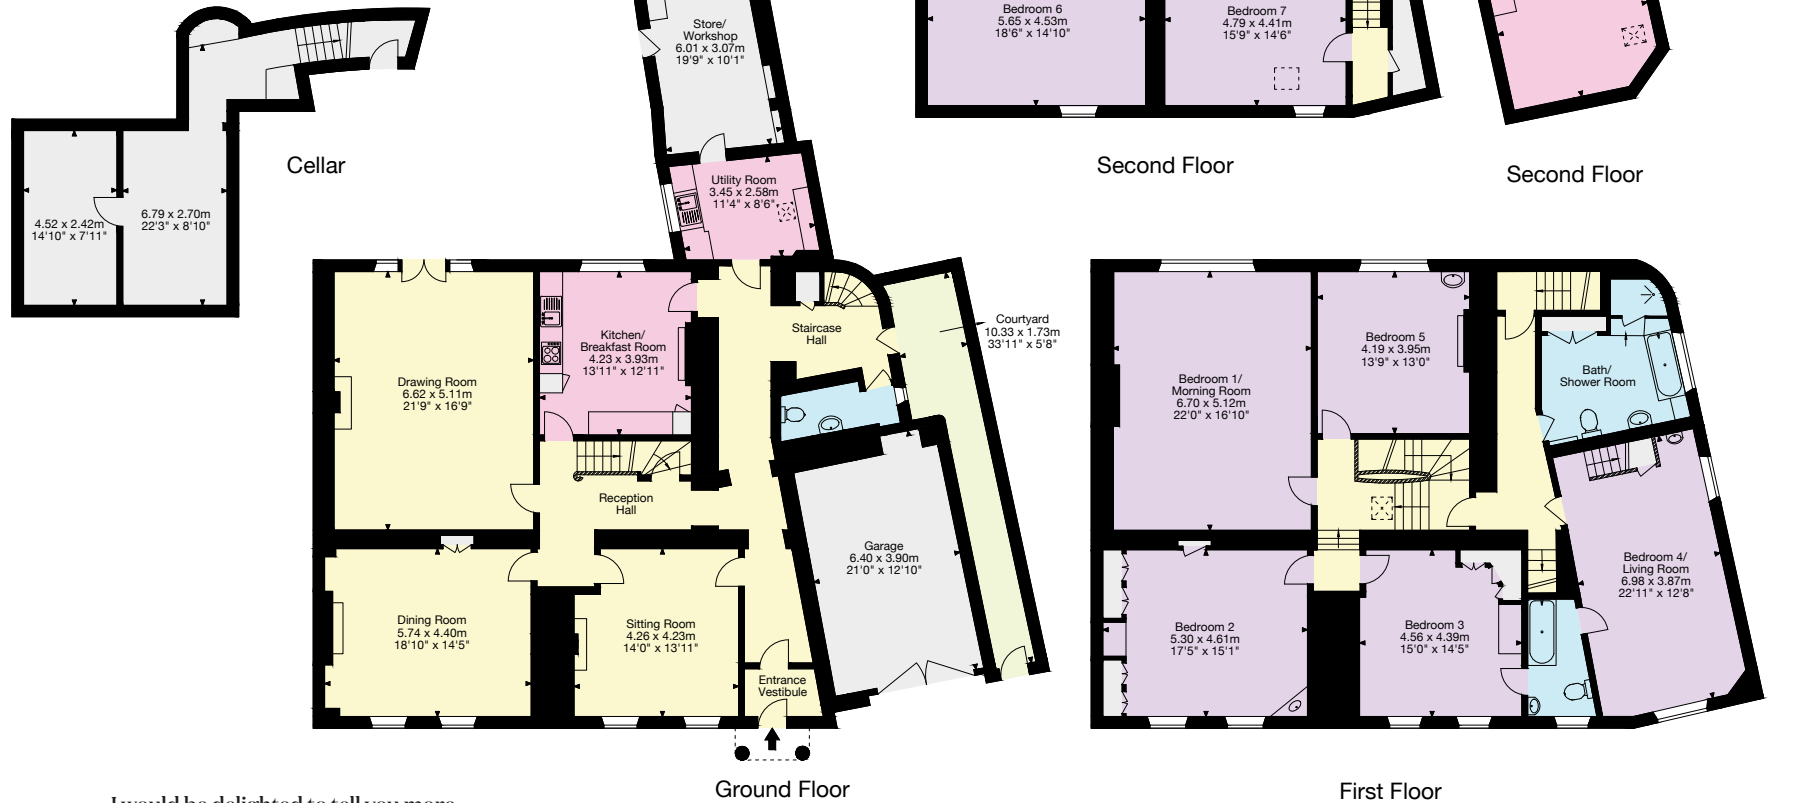 Store/
Workshop
6.01 x 3.07m
19'9" x 10'1"
Bedroom 6
5.65 x 4.53m
18'6" x 14'10"
Bedroom 7
4.79 x 4.41m
15'9" x 14'6"
Cellar
Second Floor
Second Floor
4.52 x 2.42m
14'10" x 7'11"
6.79 x 2.70m
22'3" x 8'10"
Utility Room
3.45 x 2.58m
11'4" x 8'6"
Kitchen/
Breakfast Room
4.23 x 3.93m
13'11" x 12'11"
Staircase
Hall
Courtyard
10.33 x 1.73m
33'11" x 5'8"
Drawing Room
6.62 x 5.11m
21'9" x 16'9"
Reception
Hall
Garage
6.40 x 3.90m
21'0" x 12'10"
Dining Room
5.74 x 4.40m
18'10" x 14'5"
Sitting Room
4.26 x 4.23m
14'0" x 13'11"
Entrance
Vestibule
Ground Floor
Bedroom 1/
Morning Room
6.70 x 5.12m
22'0" x 16'10"
Bedroom 5
4.19 x 3.95m
13'9" x 13'0"
Bath/
Shower Room
Bedroom 2
5.30 x 4.61m
17'5" x 15'1"
Bedroom 3
4.56 x 4.39m
15'0" x 14'5"
Bedroom 4/
Living Room
6.98 x 3.87m
22'11" x 12'8"
First Floor
I would be delighted to tell you more